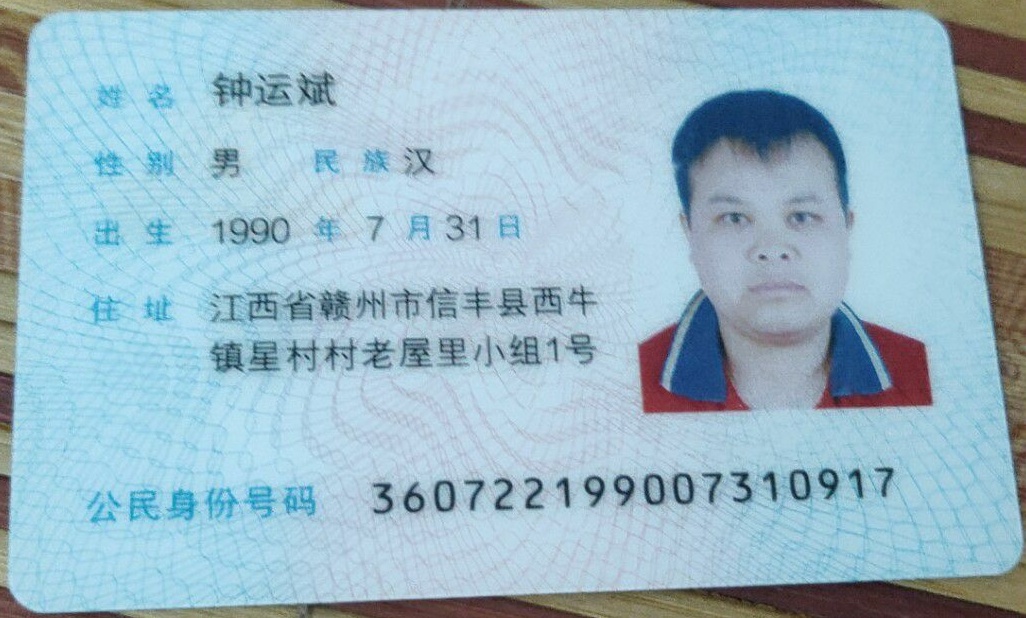 姓名 钟运斌
性别 男 民族 汉
出生 1990 年 7 月 31 日
住址 江西省赣州市信丰县西牛
镇星村村老屋里小组1号
公民身份号码 360722199007310917